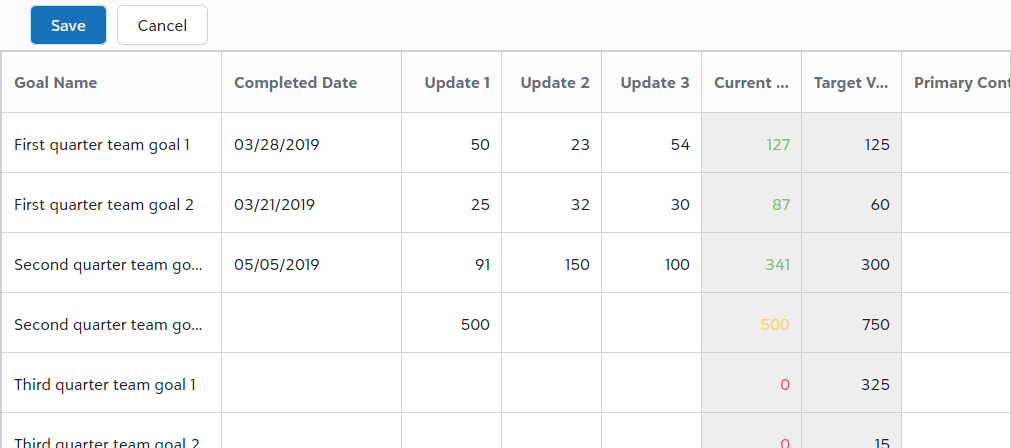 Save Cancel
Goal Name Completed Date Update 1 Update 2 Update 3 Current ... Target V... Primary Cont
First quarter team goal 1 03/28/2019 50 23 54 127 125
First quarter team goal 2 03/21/2019 25 32 30 87 60
Second quarter team go... 05/05/2019 91 150 100 341 300
Second quarter team go... 500 500 750
Third quarter team goal 1 0 325
Third quarter team goal 2 0 15